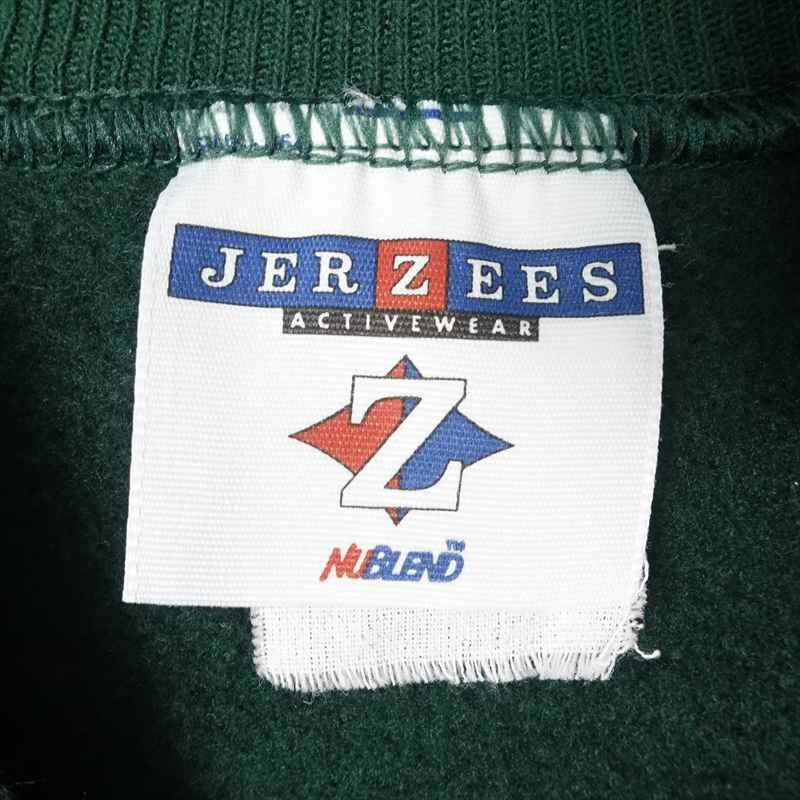 JERZEES
ACTIVEWEAR
Z
NUBLEND™